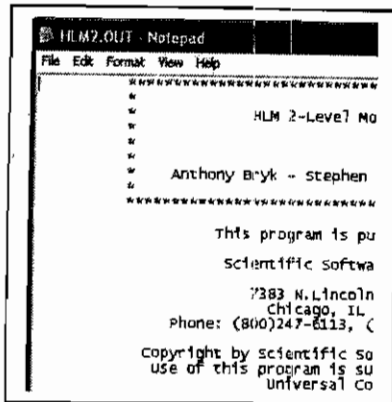 HLM2.OUT - Notepad
File Edit Format View Help
*************************************
*
* HLM 2-Level Mo
*
*
* Anthony Bryk - Stephen
*
*************************************
This program is pu
Scientific Softwa
7383 N.Lincoln
Chicago, IL
Phone: (800)247-6113, (
Copyright by Scientific So
Use of this program is su
Universal Co